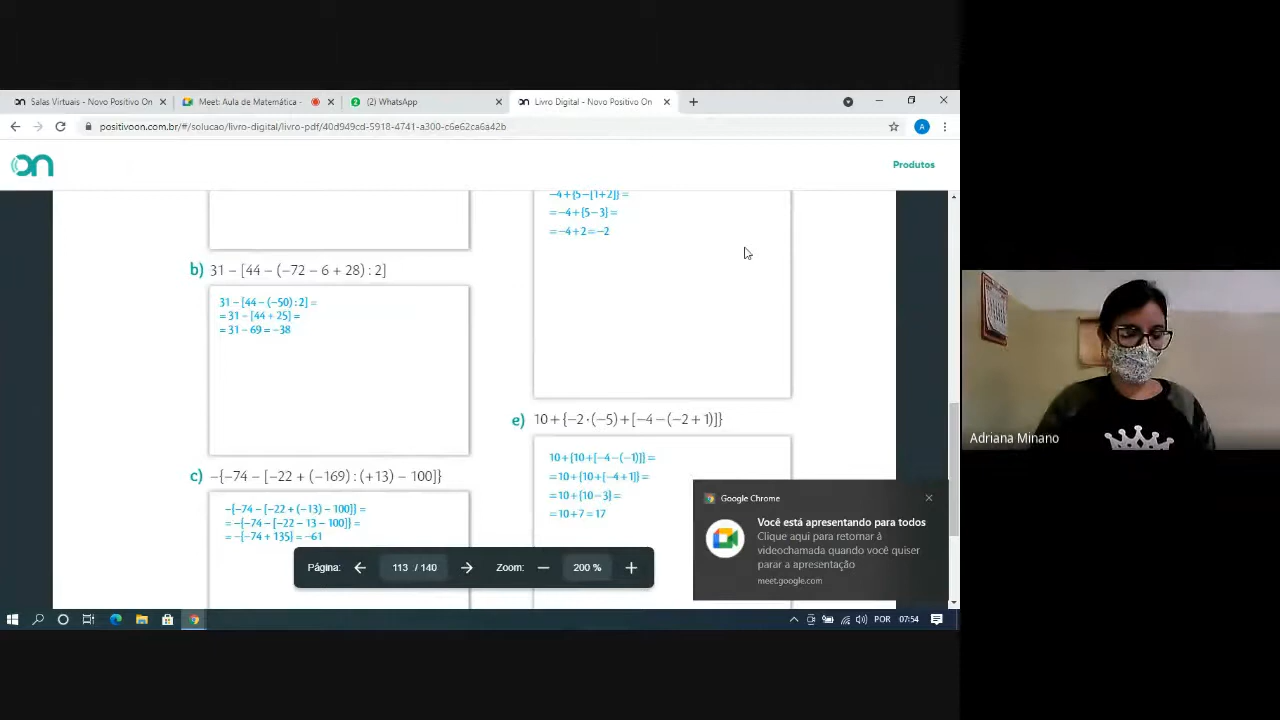 Salas Virtuais - Novo Positivo On
Meet: Aula de Matemática -
(2) WhatsApp
Livro Digital - Novo Positivo On
positivoon.com.br/#/solucao/livro-digital/livro-pdf/40d949cd-5918-4741-a300-c6e62ca6a42b
A
on
Produtos
–4+{5–[1+2]} =
=–4+{5–3}=
=–4+2=–2
b) 31 – [44 – (–72 – 6 + 28) : 2]
31 – [44 – (–50) : 2] =
= 31 – [44 + 25] =
= 31 – 69 = –38
c) –{–74 – [–22 + (–169) : (+13) – 100]}
–{–74 – [–22 + (–13) – 100]} =
= –{–74 – [–22 – 13 – 100]} =
= –{–74 + 135} = –61
e) 10 + {–2 · (–5) + [–4 – (–2 + 1)]}
10 + {10 + [–4 – (–1)]} =
= 10 + {10 + [–4 + 1]} =
= 10 + {10 – 3} =
= 10 + 7 = 17
Google Chrome
Você está apresentando para todos
Clique aqui para retornar à
videochamada quando você quiser
parar a apresentação
meet.google.com
Página: 113 / 140 Zoom: 200 %
POR 07:54
Adriana Minano